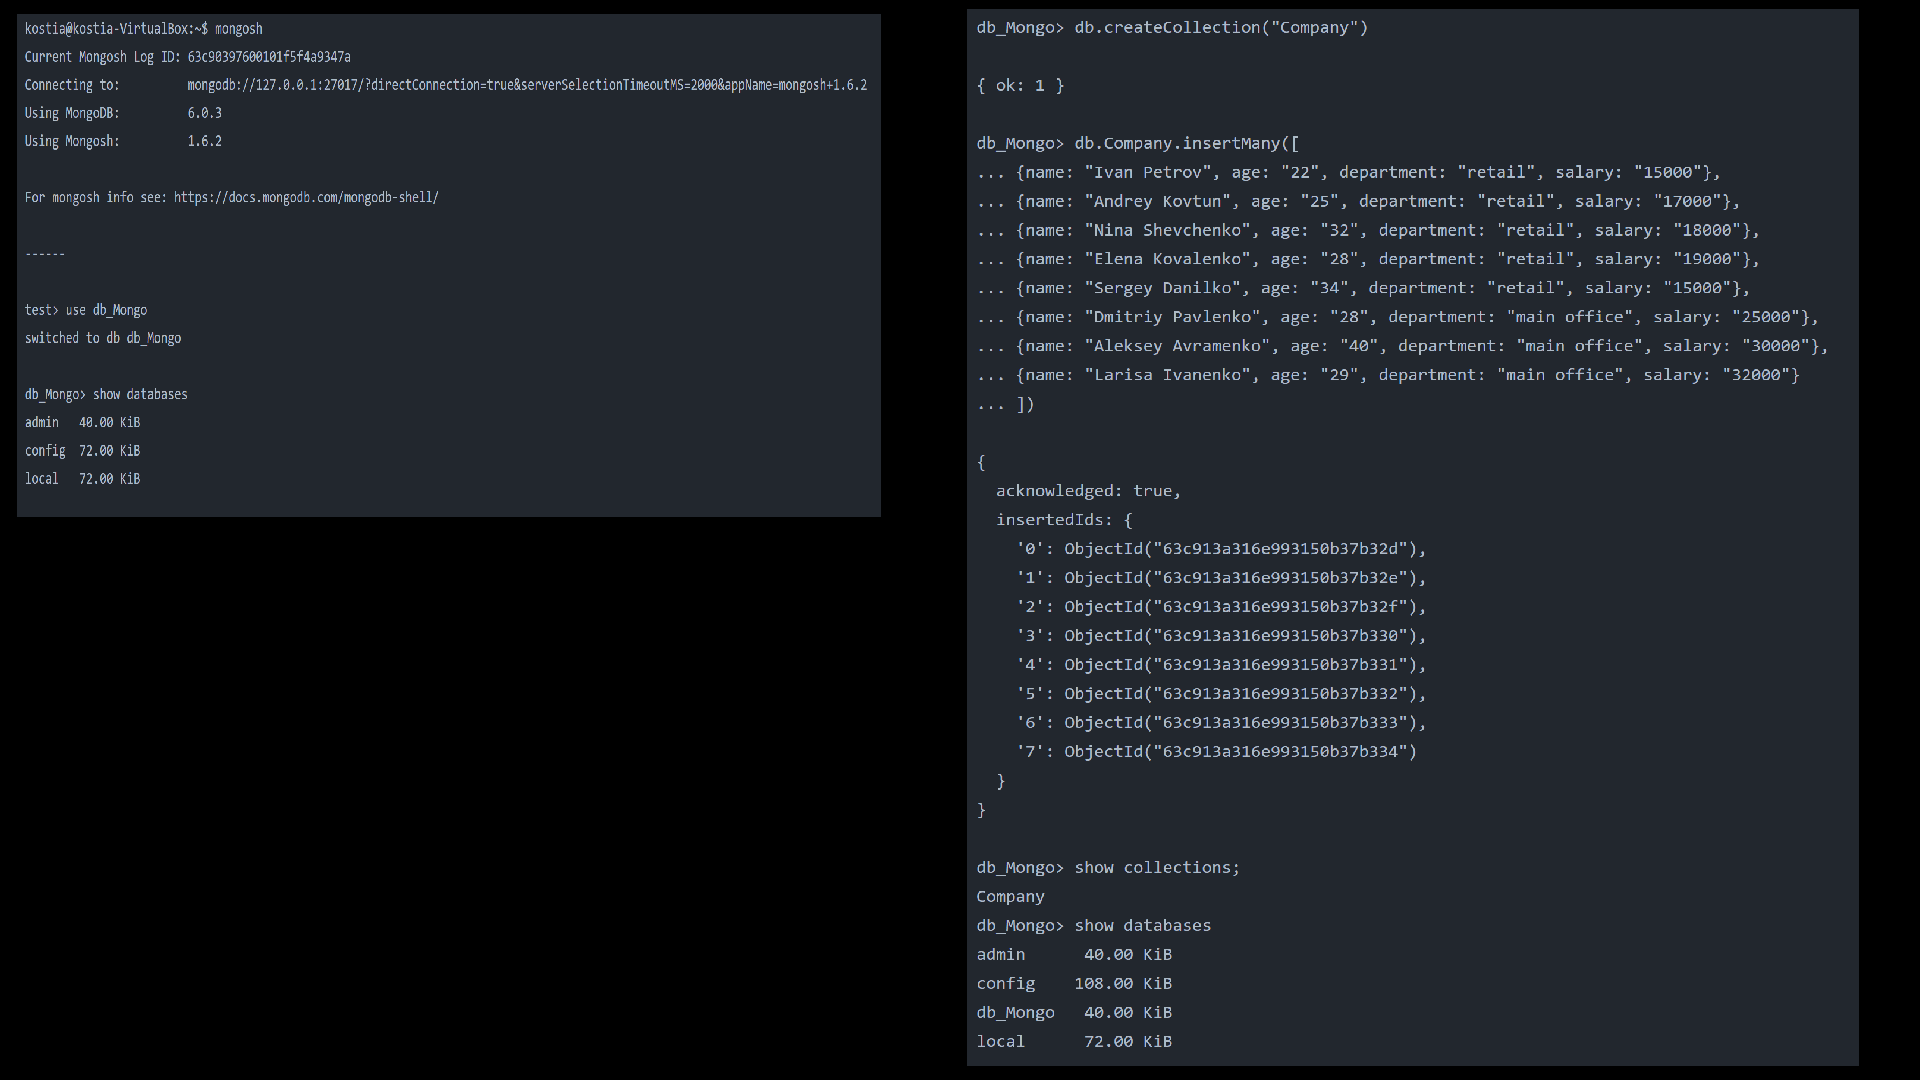 kostia@kostia-VirtualBox:~$ mongosh
Current Mongosh Log ID: 63c90397600101f5f4a9347a
Connecting to:          mongodb://127.0.0.1:27017/?directConnection=true&serverSelectionTimeoutMS=2000&appName=mongosh+1.6.2
Using MongoDB:          6.0.3
Using Mongosh:          1.6.2
For mongosh info see: https://docs.mongodb.com/mongodb-shell/
------
test> use db_Mongo
switched to db db_Mongo
db_Mongo> show databases
admin   40.00 KiB
config  72.00 KiB
local   72.00 KiB
db_Mongo> db.createCollection("Company")
{ ok: 1 }
db_Mongo> db.Company.insertMany([
... {name: "Ivan Petrov", age: "22", department: "retail", salary: "15000"},
... {name: "Andrey Kovtun", age: "25", department: "retail", salary: "17000"},
... {name: "Nina Shevchenko", age: "32", department: "retail", salary: "18000"},
... {name: "Elena Kovalenko", age: "28", department: "retail", salary: "19000"},
... {name: "Sergey Danilko", age: "34", department: "retail", salary: "15000"},
... {name: "Dmitriy Pavlenko", age: "28", department: "main office", salary: "25000"},
... {name: "Aleksey Avramenko", age: "40", department: "main office", salary: "30000"},
... {name: "Larisa Ivanenko", age: "29", department: "main office", salary: "32000"}
... ])
{
  acknowledged: true,
  insertedIds: {
    '0': ObjectId("63c913a316e993150b37b32d"),
    '1': ObjectId("63c913a316e993150b37b32e"),
    '2': ObjectId("63c913a316e993150b37b32f"),
    '3': ObjectId("63c913a316e993150b37b330"),
    '4': ObjectId("63c913a316e993150b37b331"),
    '5': ObjectId("63c913a316e993150b37b332"),
    '6': ObjectId("63c913a316e993150b37b333"),
    '7': ObjectId("63c913a316e993150b37b334")
  }
}
db_Mongo> show collections;
Company
db_Mongo> show databases
admin      40.00 KiB
config    108.00 KiB
db_Mongo   40.00 KiB
local      72.00 KiB